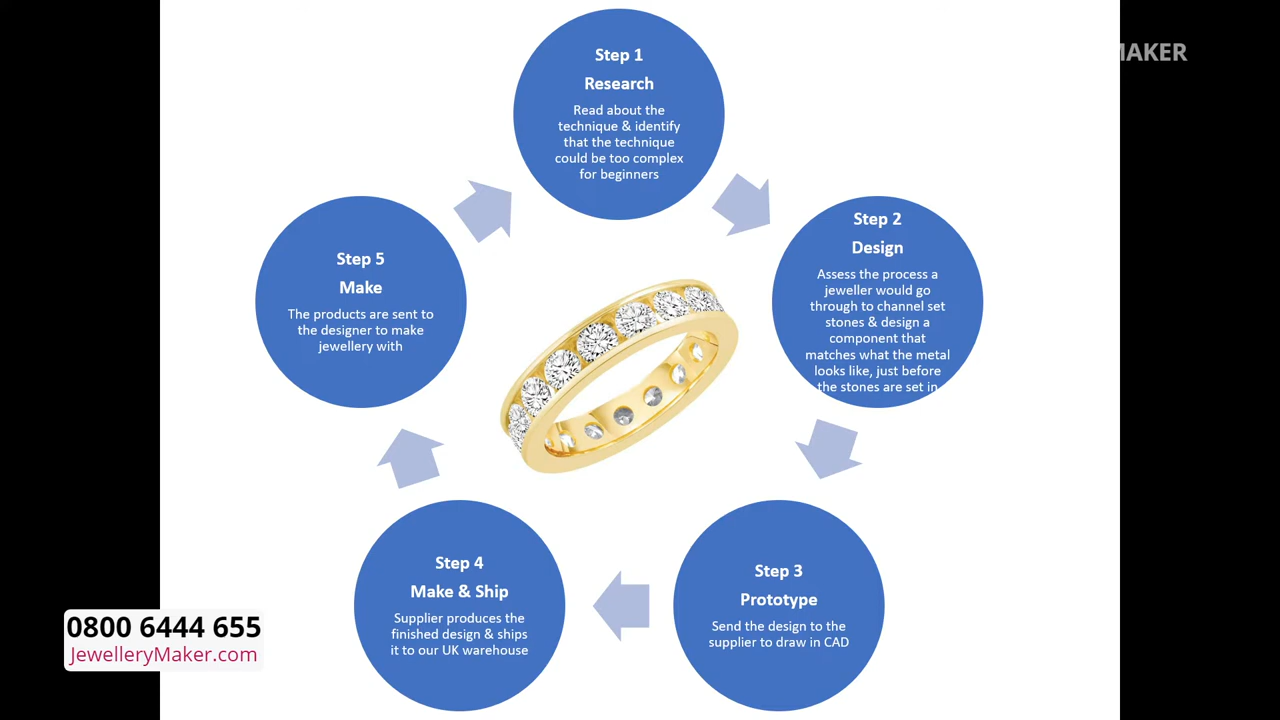 Step 1
Research
Read about the
technique & identify
that the technique
could be too complex
for beginners
Step 2
Design
Assess the process a
jeweller would go
through to channel set
stones & design a
component that
matches what the metal
looks like, just before
the stones are set in
Step 3
Prototype
Send the design to the
supplier to draw in CAD
Step 4
Make & Ship
Supplier produces the
finished design & ships
it to our UK warehouse
Step 5
Make
The products are sent to
the designer to make
jewellery with
MAKER
0800 6444 655
JewelleryMaker.com